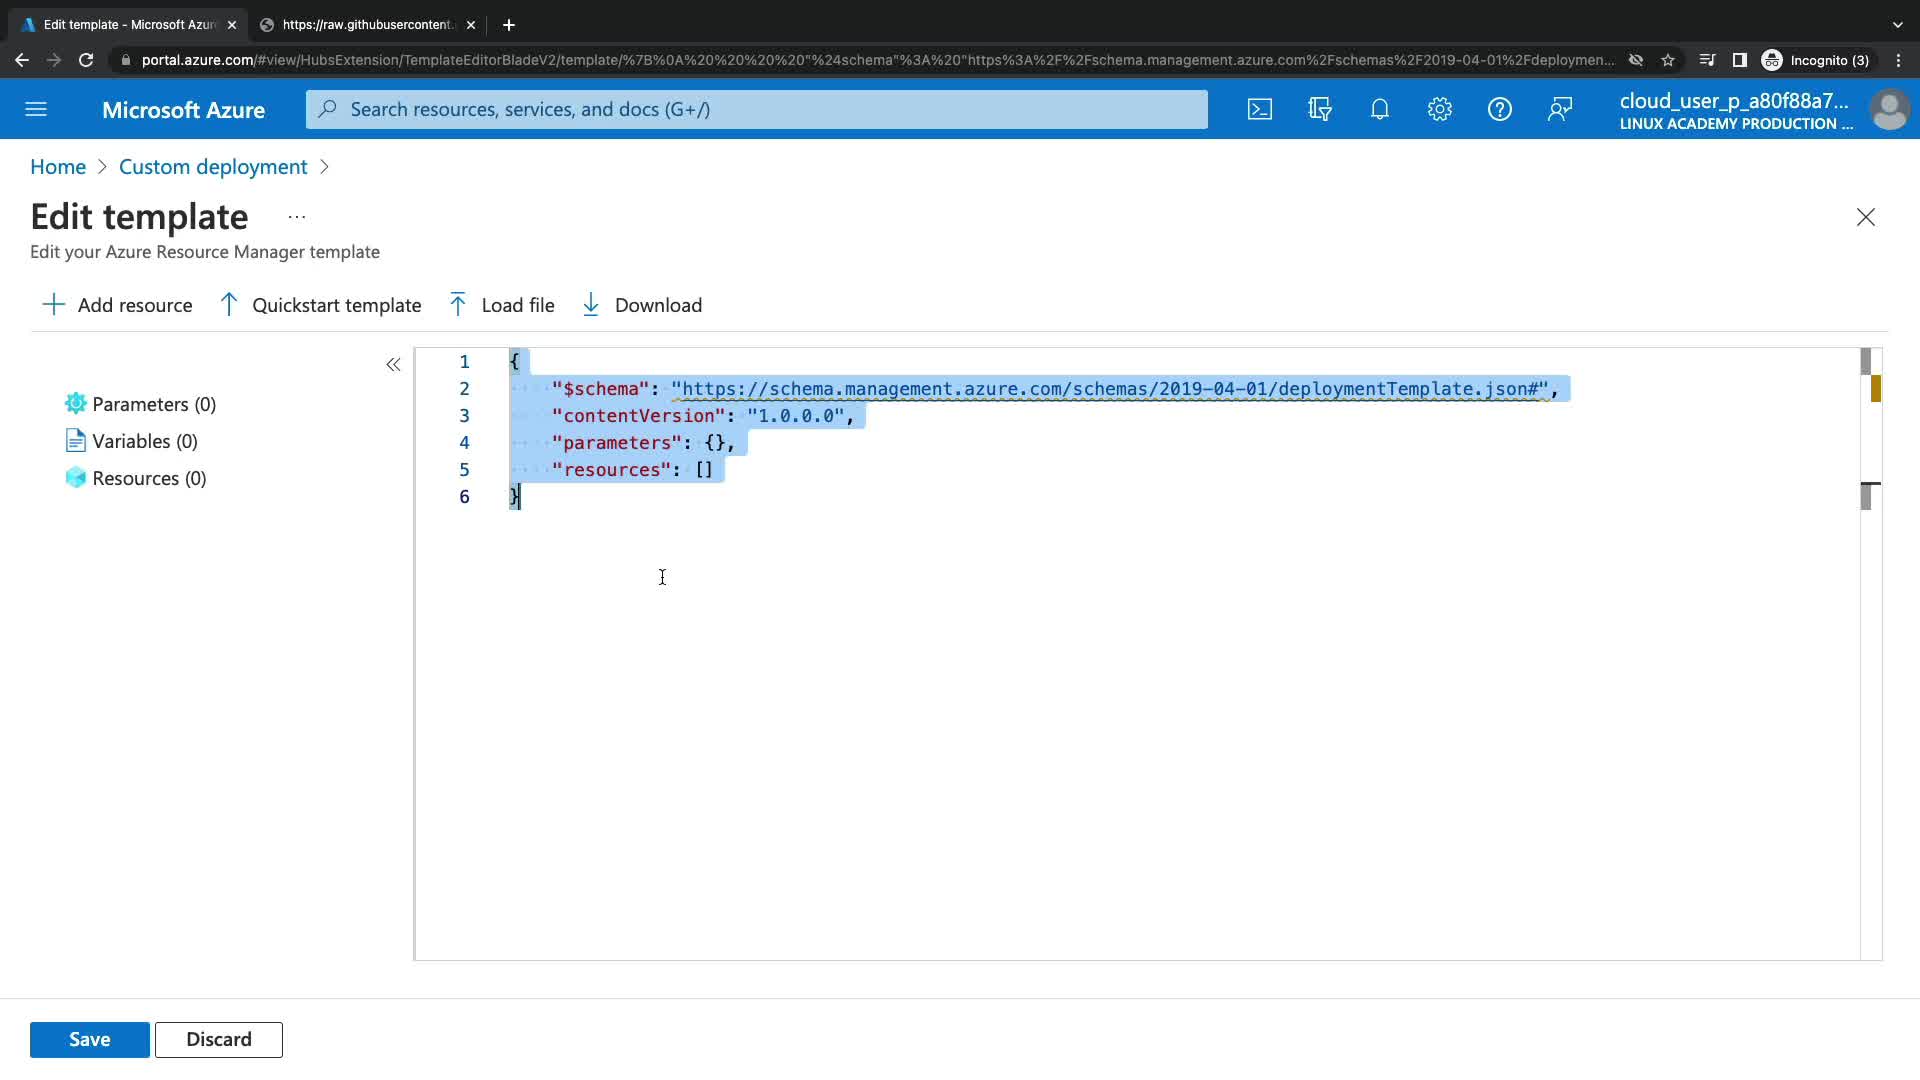 Edit template - Microsoft Azur
https://raw.githubusercontent.
portal.azure.com/#view/HubsExtension/TemplateEditorBladeV2/template/%7B%0A%20%20%20%20"%24schema"%3A%20"https%3A%2F%2Fschema.management.azure.com%2Fschemas%2F2019-04-01%2Fdeploymen...
Incognito (3)
Microsoft Azure
Search resources, services, and docs (G+/)
cloud_user_p_a80f88a7...
LINUX ACADEMY PRODUCTION ...
Home > Custom deployment >
Edit template ...
Edit your Azure Resource Manager template
Add resource
Quickstart template
Load file
Download
Parameters (0)
Variables (0)
Resources (0)
1 {
2 "$schema": "https://schema.management.azure.com/schemas/2019-04-01/deploymentTemplate.json#",
3 "contentVersion": "1.0.0.0",
4 "parameters": {},
5 "resources": []
6 }
Save
Discard